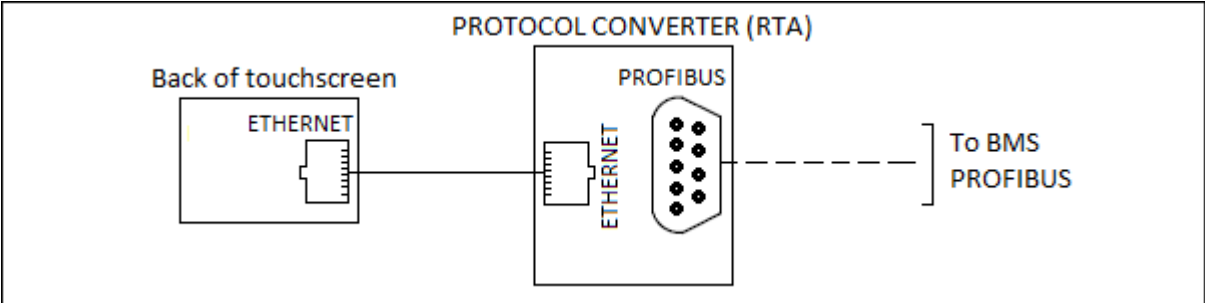 PROTOCOL CONVERTER (RTA)
Back of touchscreen
PROFIBUS
ETHERNET
ETHERNET
To BMS
PROFIBUS